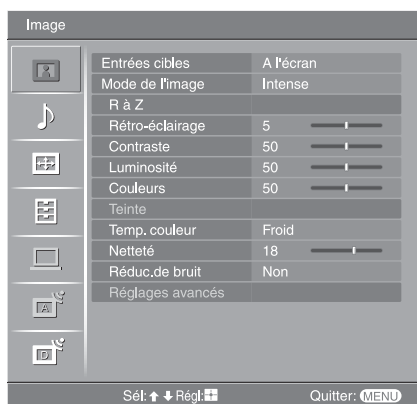 Image
Entrées cibles A l'écran
Mode de l'image Intense
R à Z
Rétro-éclairage 5
Contraste 50
Luminosité 50
Couleurs 50
Teinte
Temp. couleur Froid
Netteté 18
Réduc.de bruit Non
Réglages avancés
A
D
Sél: Régl: Quitter: MENU